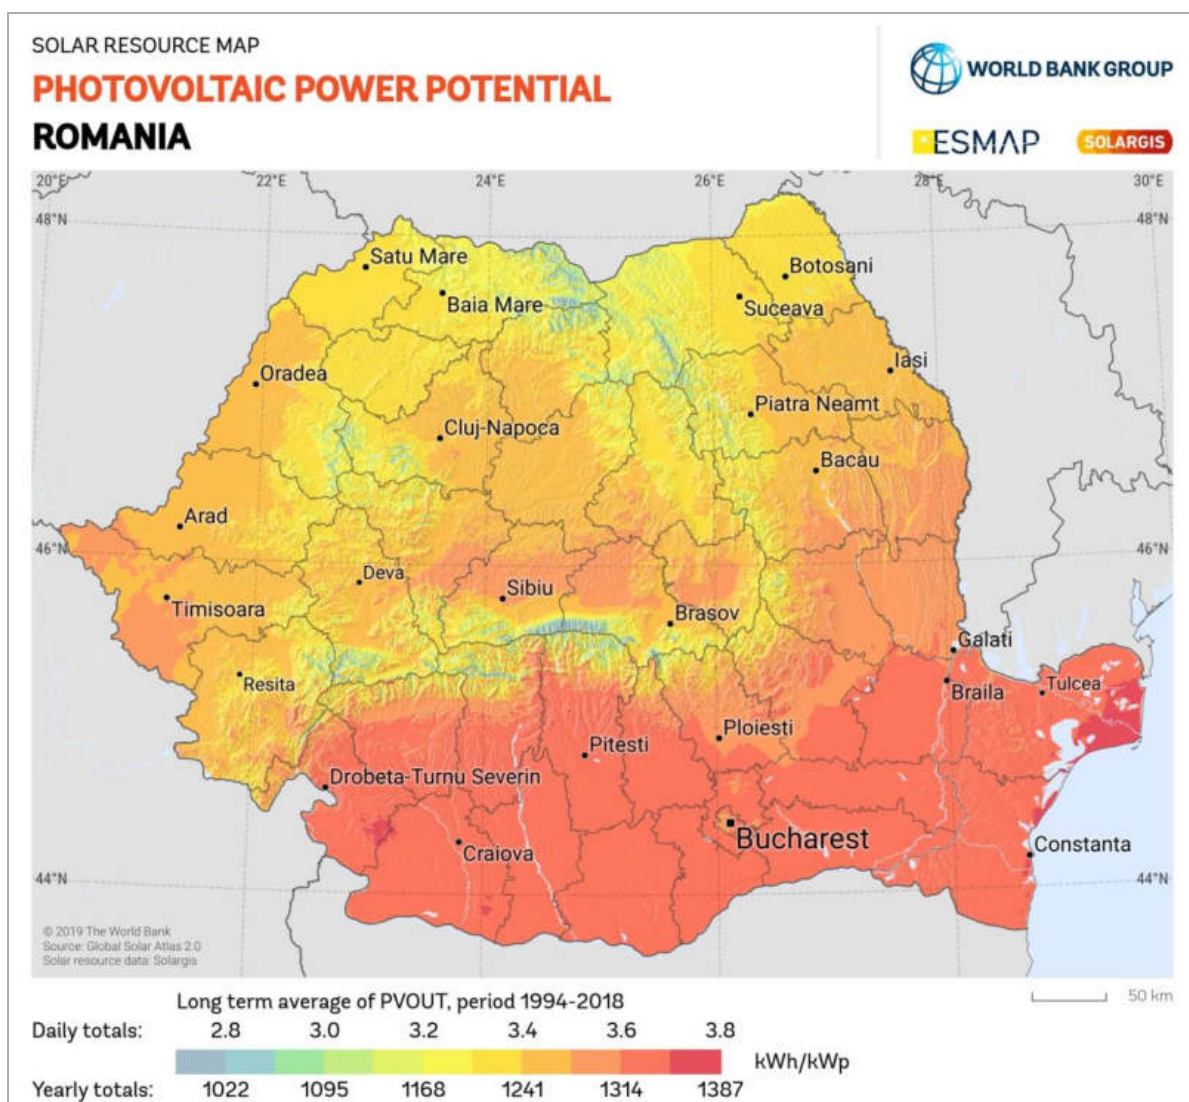 SOLAR RESOURCE MAP
PHOTOVOLTAIC POWER POTENTIAL
ROMANIA
WORLD BANK GROUP
ESMAP
SOLARGIS
20°E 22°E 24°E 26°E 28°E 30°E
48°N 48°N
Satu Mare
Botosani
Baia Mare
Suceava
Iasi
Oradea
Piatra Neamt
Cluj-Napoca
Bacau
Arad
46°N 46°N
Deva
Sibiu
Timisoara
Brasov
Galati
Resita
Braila
Tulcea
Ploiesti
Pitesti
Drobeta-Turnu Severin
Bucharest
Constanta
Craiova
44°N 44°N
© 2019 The World Bank
Source: Global Solar Atlas 2.0
Solar resource data: Solargis
50 km
Long term average of PVOUT, period 1994-2018
Daily totals: 2.8 3.0 3.2 3.4 3.6 3.8
kWh/kWp
Yearly totals: 1022 1095 1168 1241 1314 1387